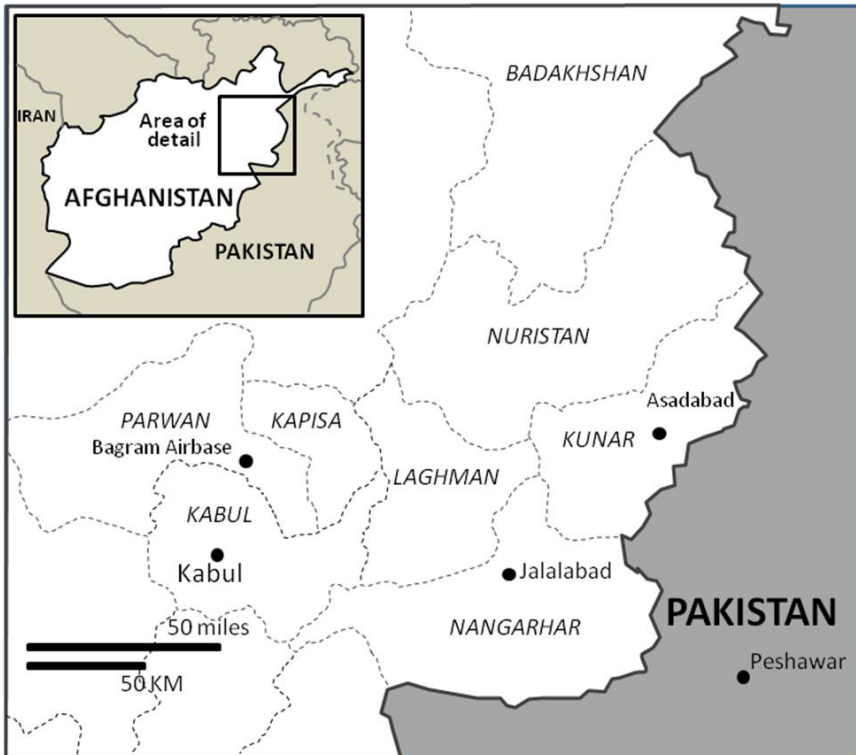 IRAN
Area of
detail
AFGHANISTAN
PAKISTAN
BADAKHSHAN
NURISTAN
PARWAN
KAPISA
Asadabad
Bagram Airbase
KUNAR
LAGHMAN
KABUL
Kabul
Jalalabad
PAKISTAN
50 miles
NANGARHAR
Peshawar
50 KM